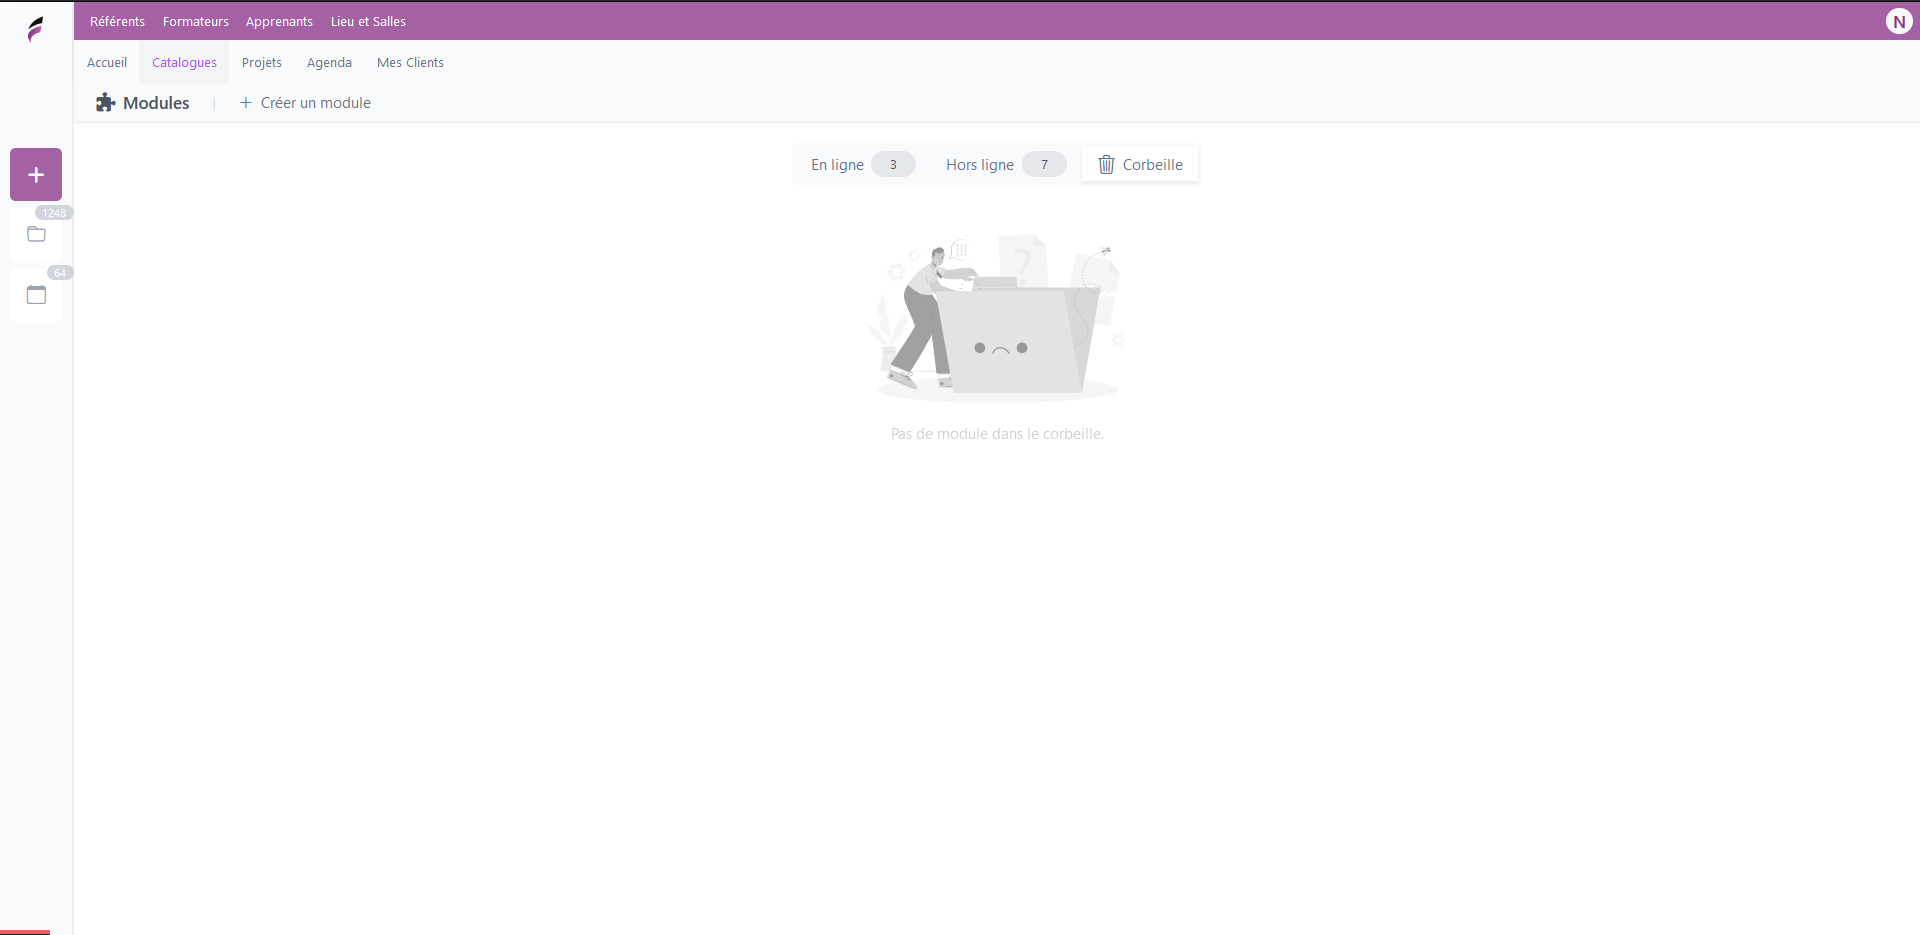 Référents Formateurs Apprenants Lieu et Salles N
Accueil Catalogues Projets Agenda Mes Clients
Modules | + Créer un module
En ligne 3 Hors ligne 7 Corbeille
1248
64
!!!
?
Pas de module dans le corbeille.